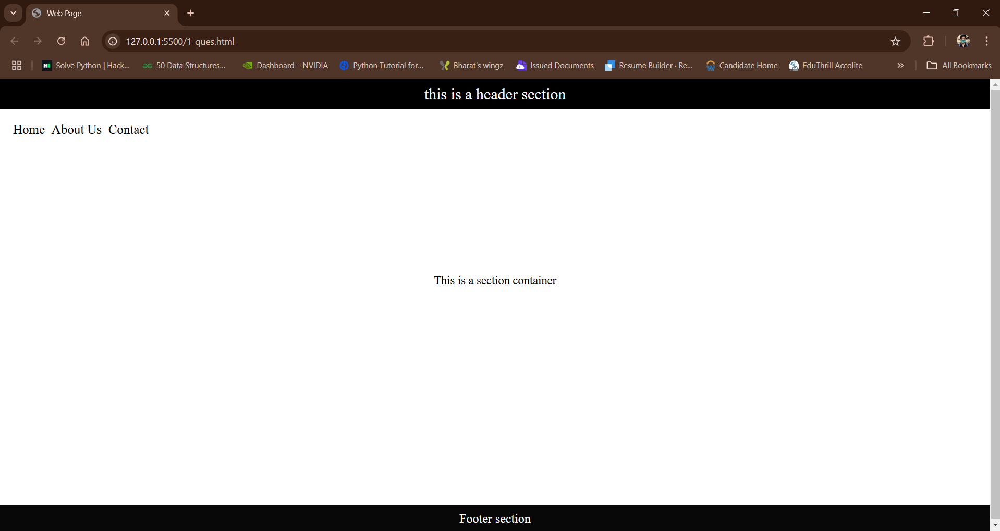 Web Page
127.0.0.1:5500/1-ques.html
Solve Python | Hack... 50 Data Structures... Dashboard – NVIDIA Python Tutorial for... Bharat's wingz Issued Documents Resume Builder · Re... Candidate Home EduThrill Accolite » All Bookmarks
this is a header section
Home About Us Contact
This is a section container
Footer section